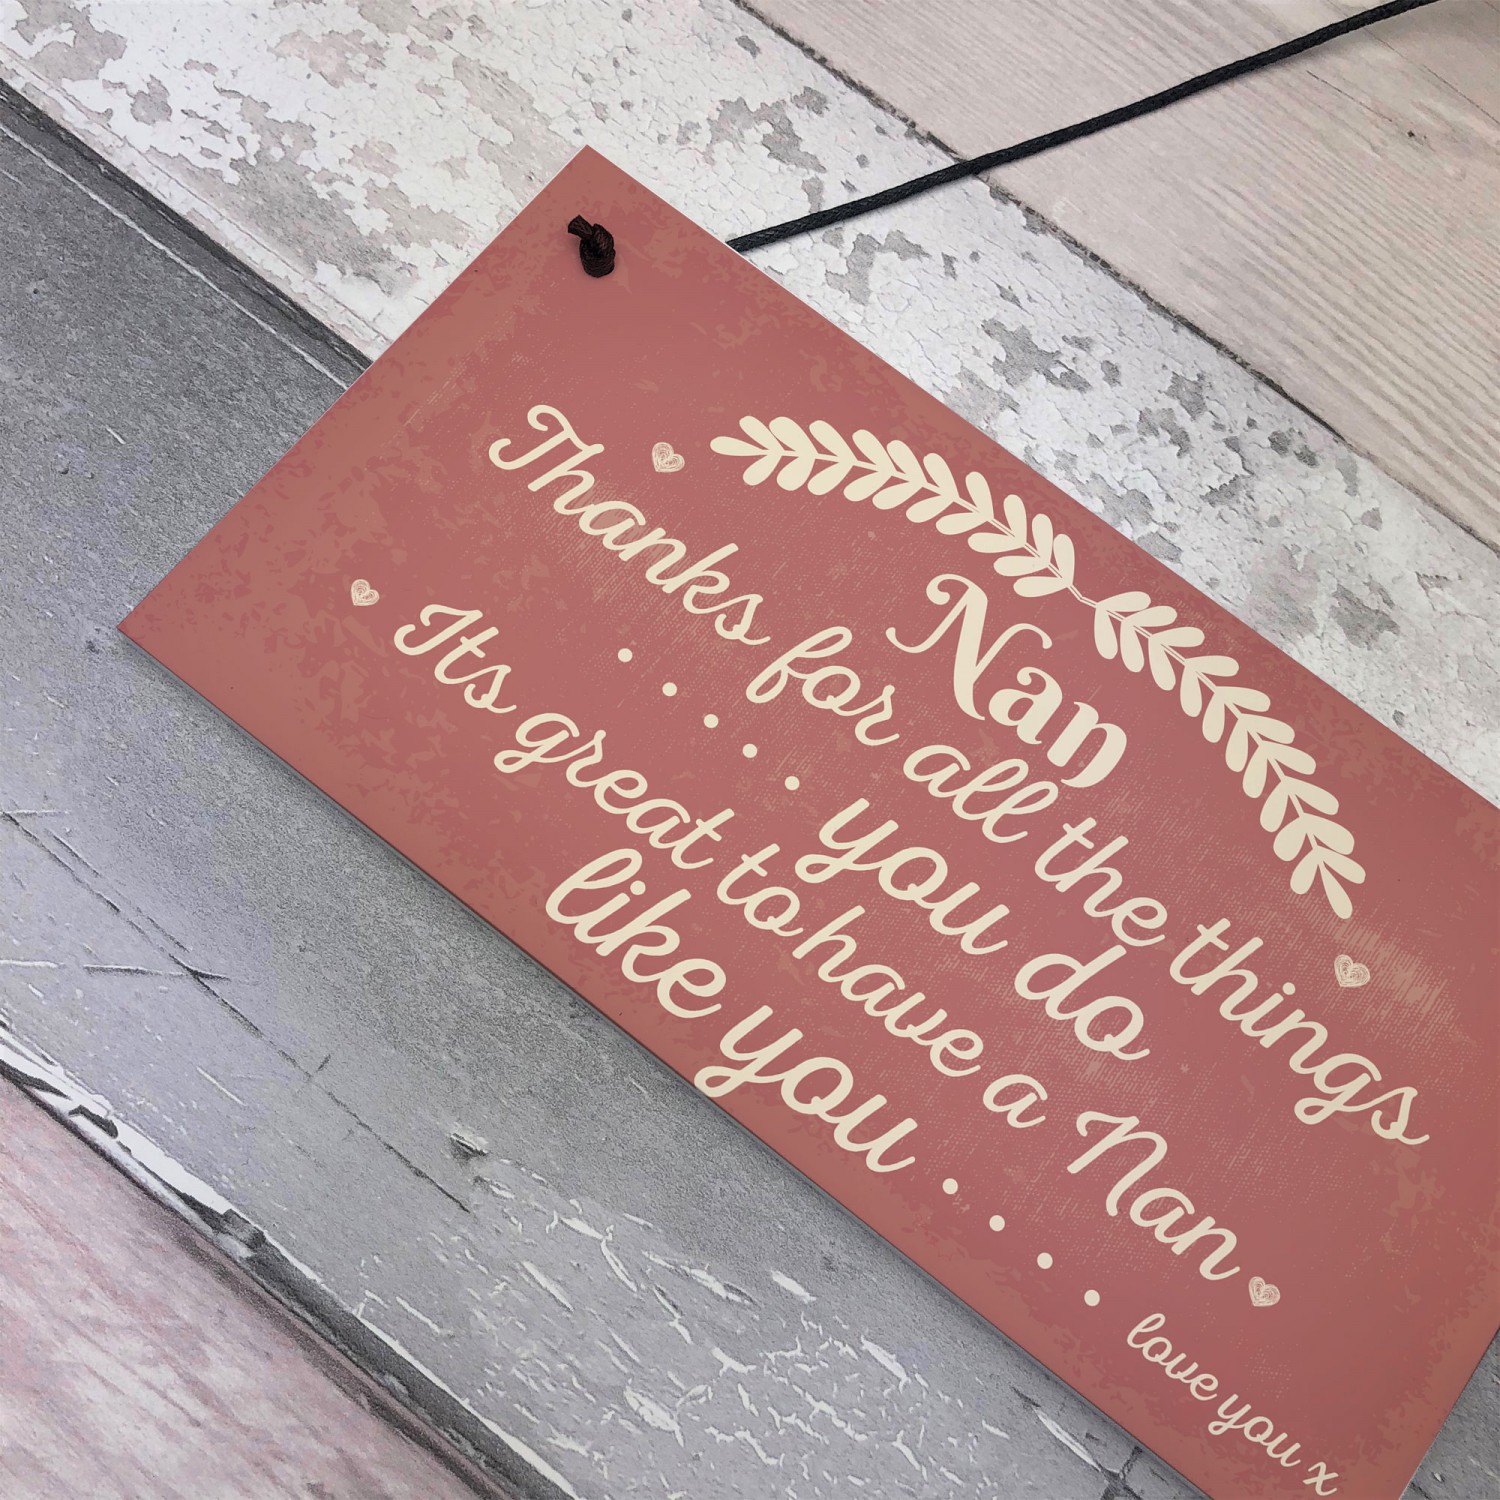 Nan
Thanks for all the things
. . . . . you do
Its great to have a Nan
like you . . . .
love you x